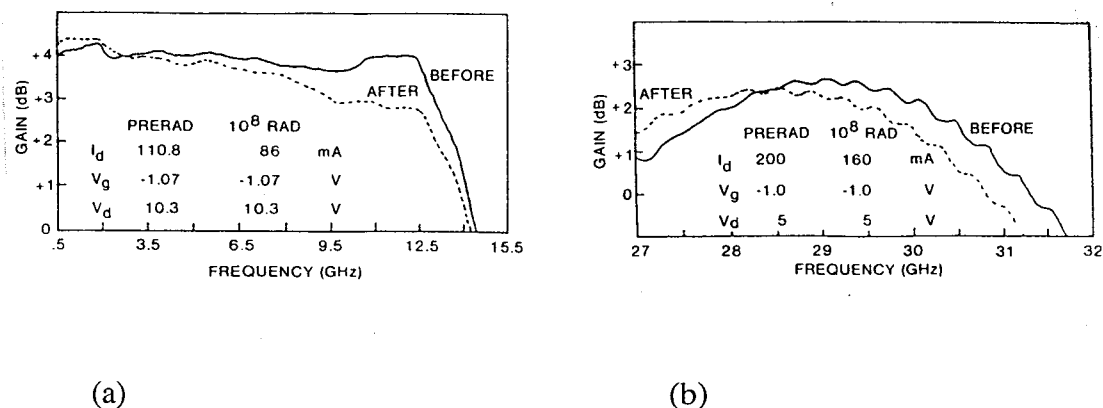 +4
+3
+2
+1
0
GAIN (dB)
BEFORE
AFTER
PRERAD 10⁸ RAD
I_d 110.8 86 mA
V_g -1.07 -1.07 V
V_d 10.3 10.3 V
.5 3.5 6.5 9.5 12.5 15.5
FREQUENCY (GHz)
(a)
+3
+2
+1
0
GAIN (dB)
AFTER
BEFORE
PRERAD 10⁸ RAD
I_d 200 160 mA
V_g -1.0 -1.0 V
V_d 5 5 V
27 28 29 30 31 32
FREQUENCY (GHz)
(b)